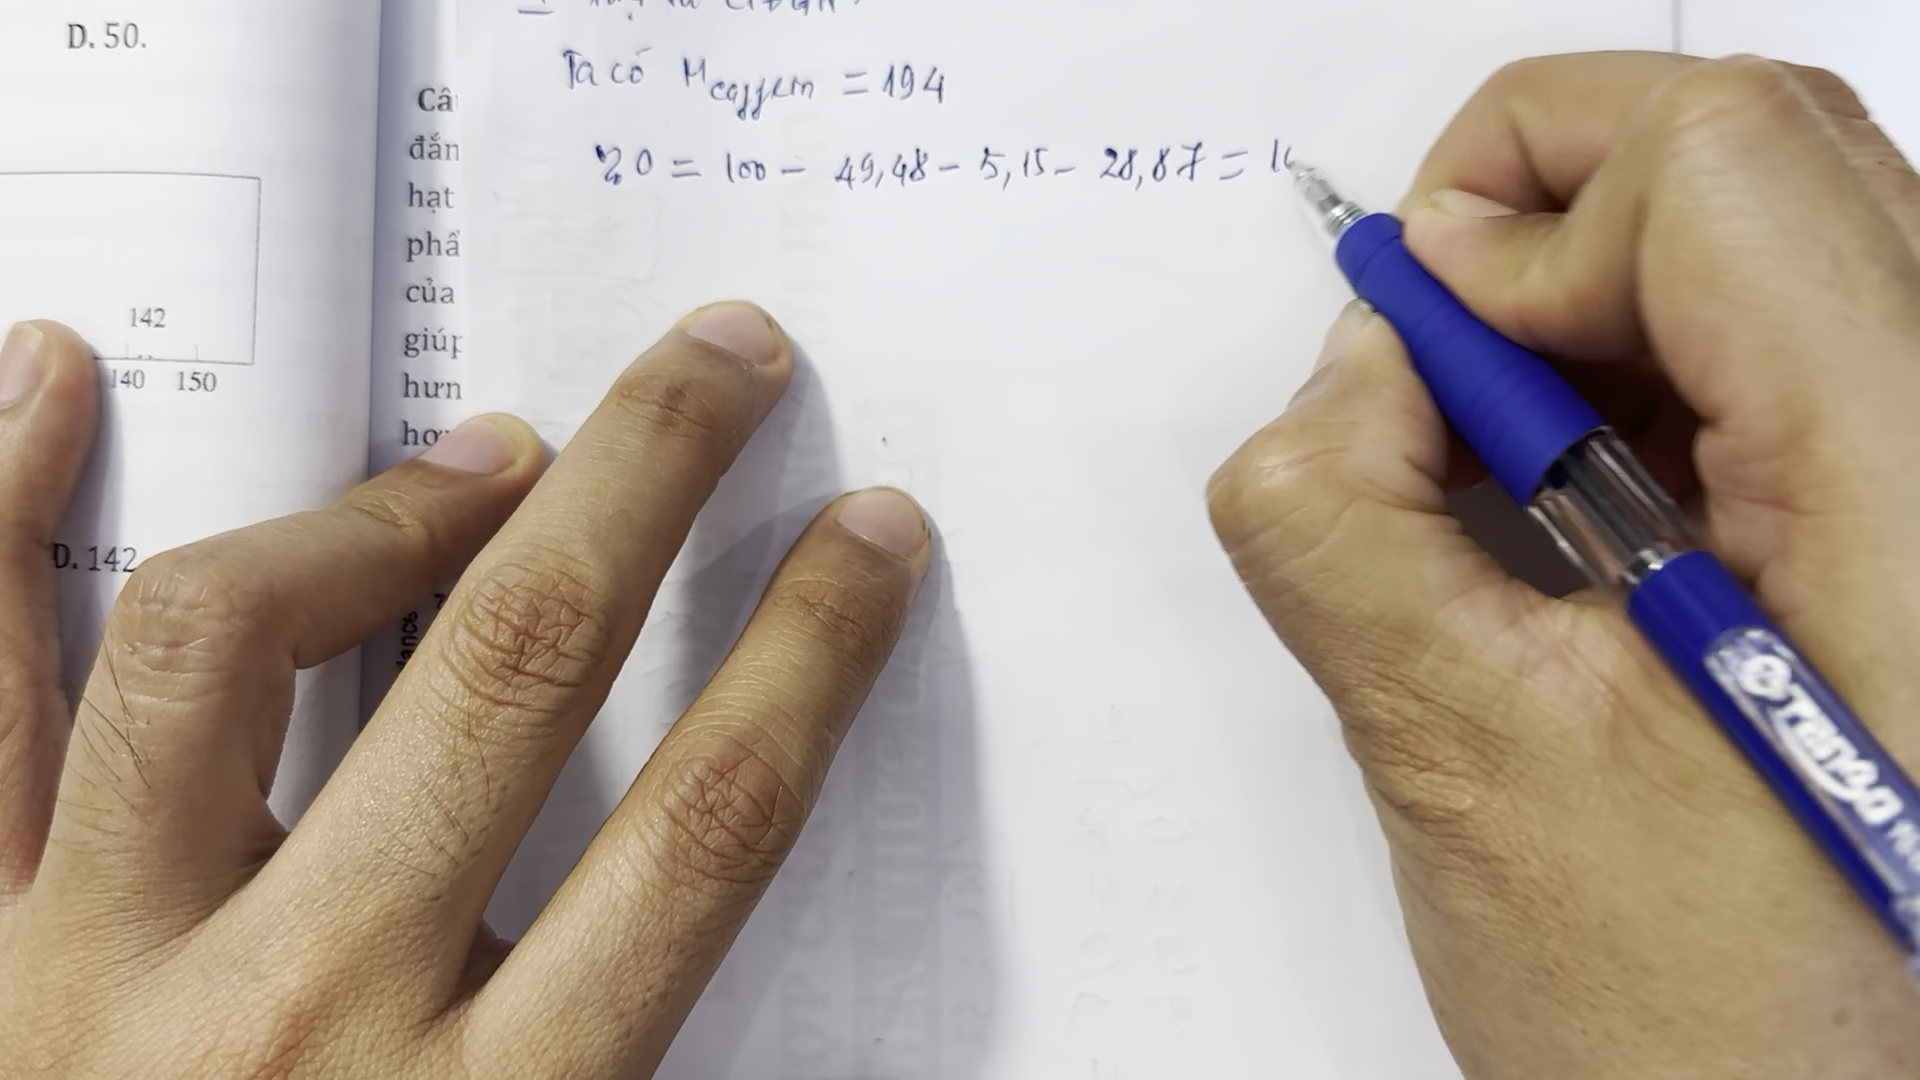 D. 50.
142
140 150
D. 142
Câ
đắn
hạt
phẩ
của
giúp
hưn
hợ
Ta có M caffein = 194
%O = 100 - 49,48 - 5,15 - 28,87 = 1